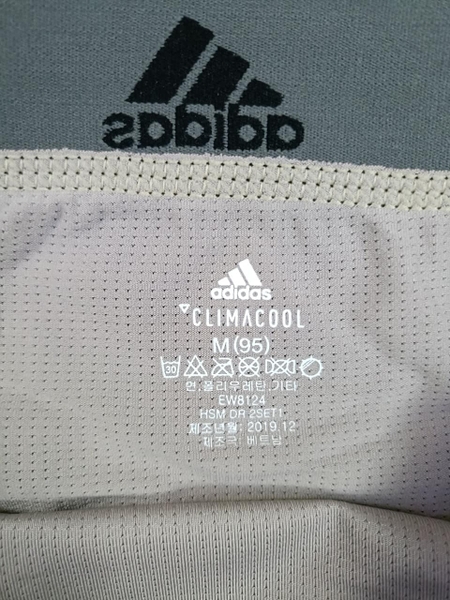 adidas
adidas
CLIMACOOL
M(95)
30
면,폴리우레탄,기타
EW8124
HSM DR 2SET1
제조년월: 2019.12
제조국: 베트남